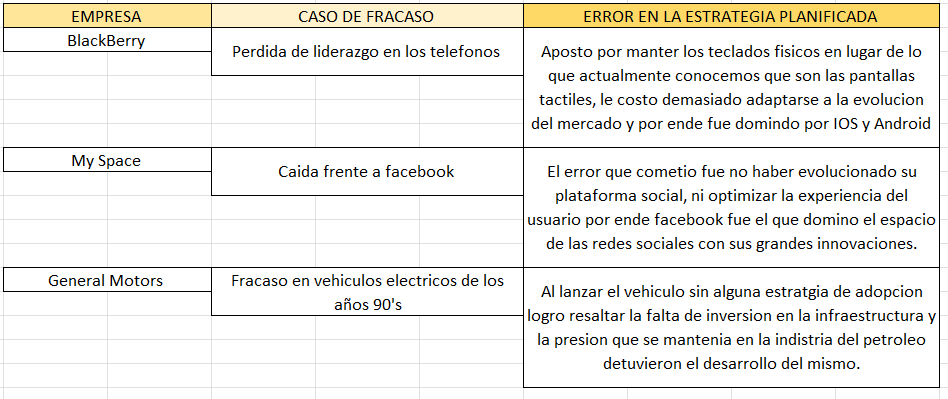 EMPRESA
CASO DE FRACASO
ERROR EN LA ESTRATEGIA PLANIFICADA
BlackBerry
Perdida de liderazgo en los telefonos
Aposto por manter los teclados fisicos en lugar de lo
que actualmente conocemos que son las pantallas
tactiles, le costo demasiado adaptarse a la evolucion
del mercado y por ende fue domindo por IOS y Android
My Space
Caida frente a facebook
El error que cometio fue no haber evolucionado su
plataforma social, ni optimizar la experiencia del
usuario por ende facebook fue el que domino el espacio
de las redes sociales con sus grandes innovaciones.
General Motors
Fracaso en vehiculos electricos de los
años 90's
Al lanzar el vehiculo sin alguna estratgia de adopcion
logro resaltar la falta de inversion en la infraestructura y
la presion que se mantenia en la indistria del petroleo
detuvieron el desarrollo del mismo.